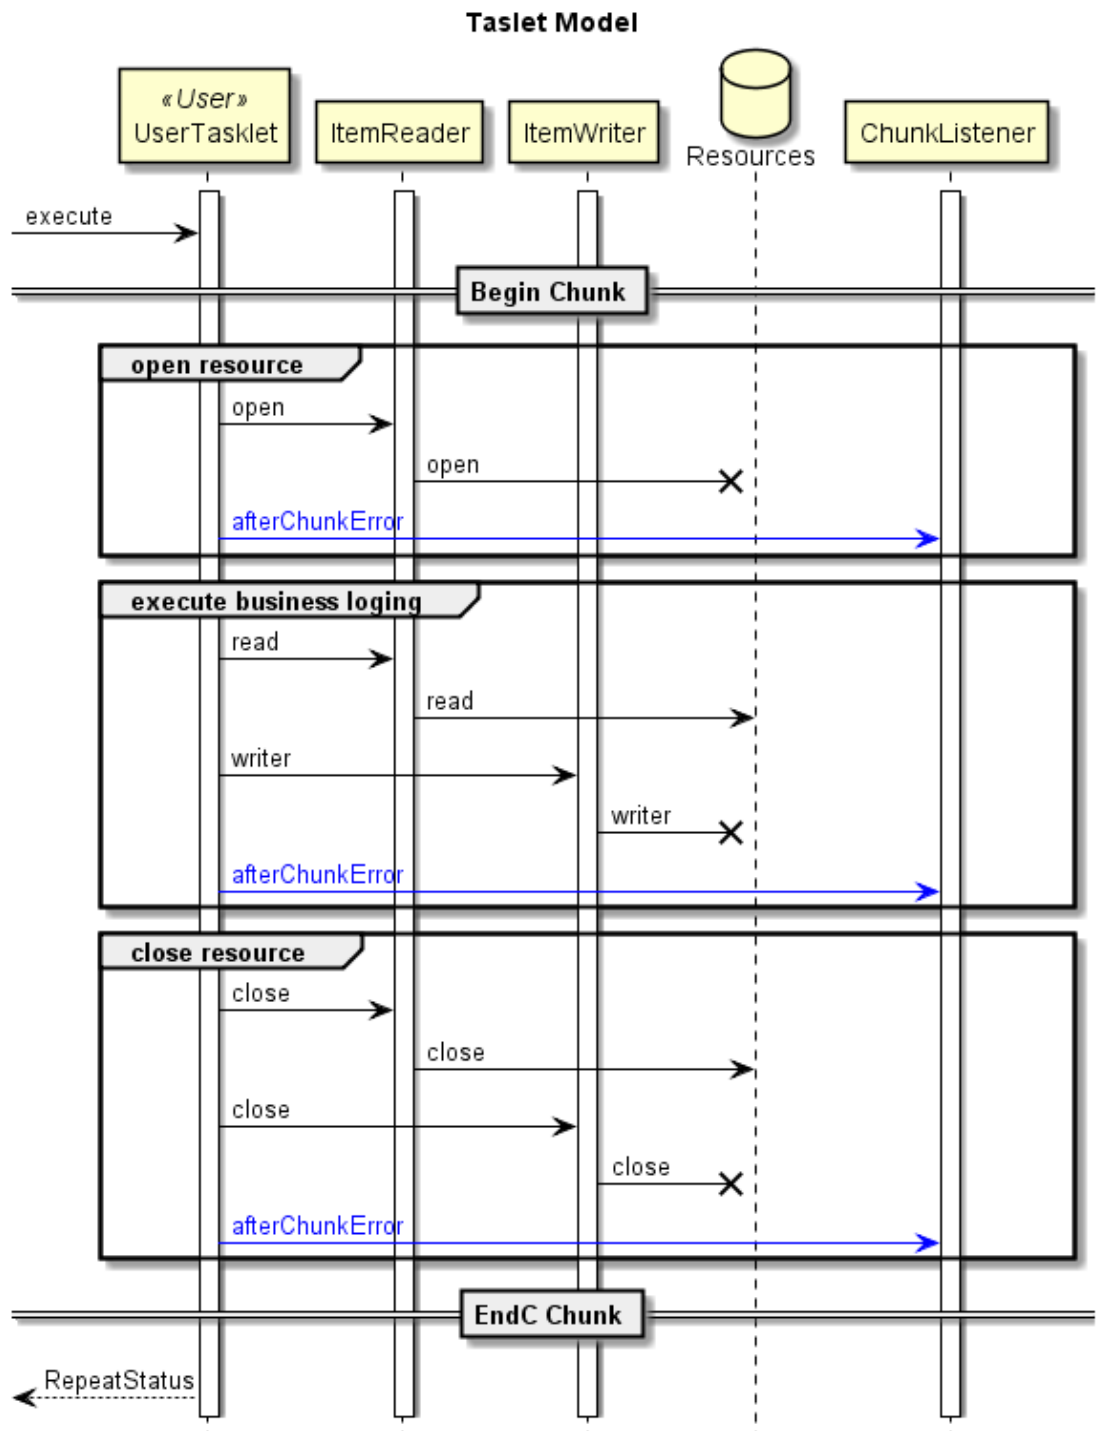 Taslet Model
«User»
UserTasklet
ItemReader
ItemWriter
Resources
ChunkListener
execute
Begin Chunk
open resource
open
open
afterChunkError
execute business loging
read
read
writer
writer
afterChunkError
close resource
close
close
close
close
afterChunkError
EndC Chunk
RepeatStatus